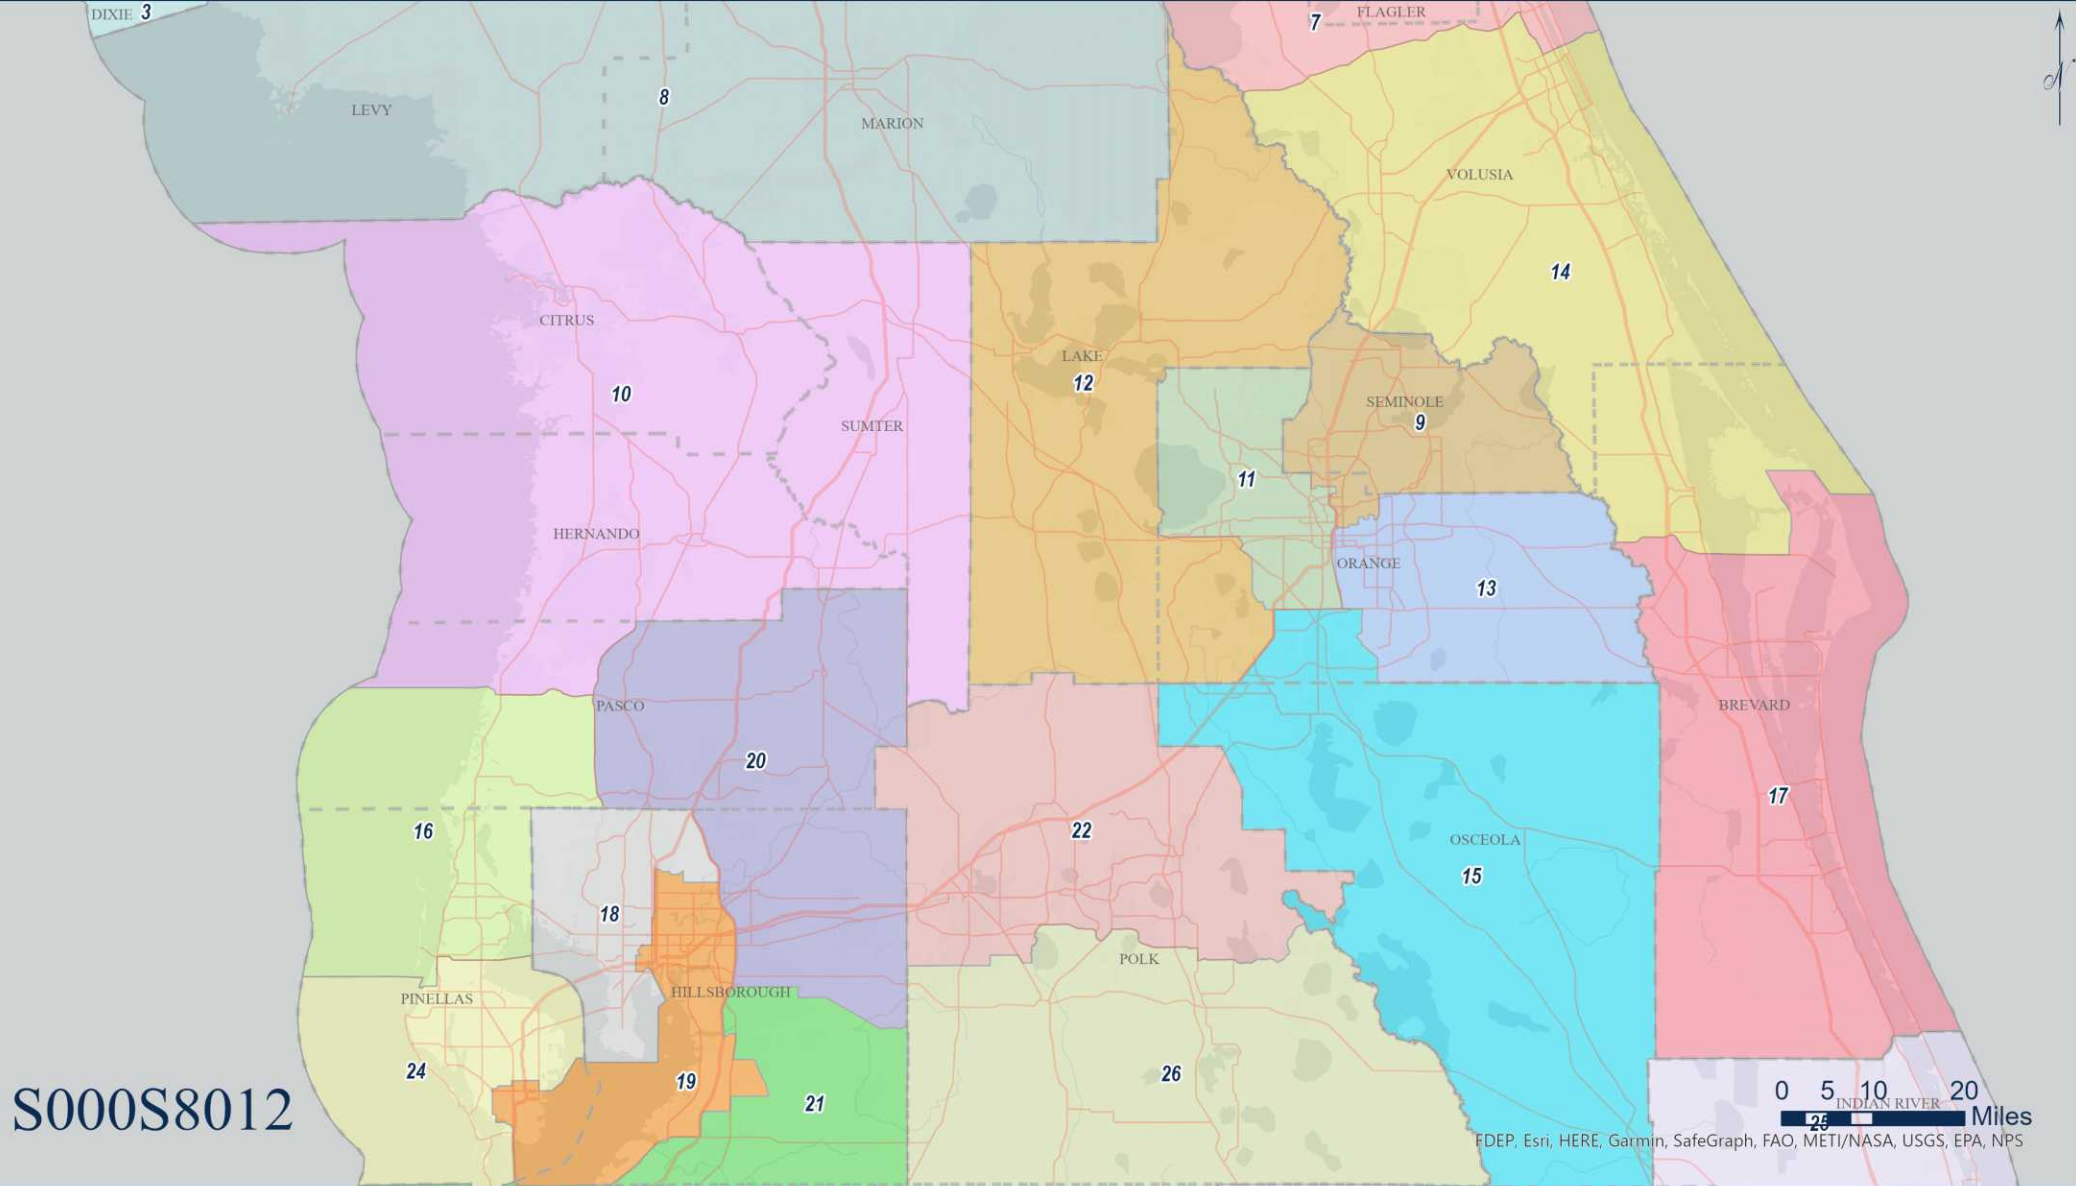 DIXIE 3
7 FLAGLER
N
LEVY
8
MARION
VOLUSIA
14
CITRUS
10
LAKE
12
SUMTER
SEMINOLE
9
11
HERNANDO
ORANGE
13
PASCO
BREVARD
20
17
16
22
OSCEOLA
15
18
POLK
HILLSBOROUGH
PINELLAS
24
19
26
21
S000S8012
0 5 10 20
INDIAN RIVER
Miles
25
FDEP, Esri, HERE, Garmin, SafeGraph, FAO, METI/NASA, USGS, EPA, NPS